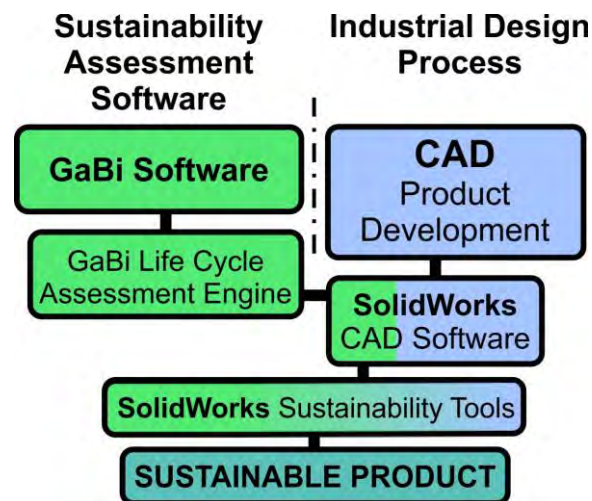 Sustainability
Assessment
Software
Industrial Design
Process
GaBi Software
CAD
Product
Development
GaBi Life Cycle
Assessment Engine
SolidWorks
CAD Software
SolidWorks Sustainability Tools
SUSTAINABLE PRODUCT